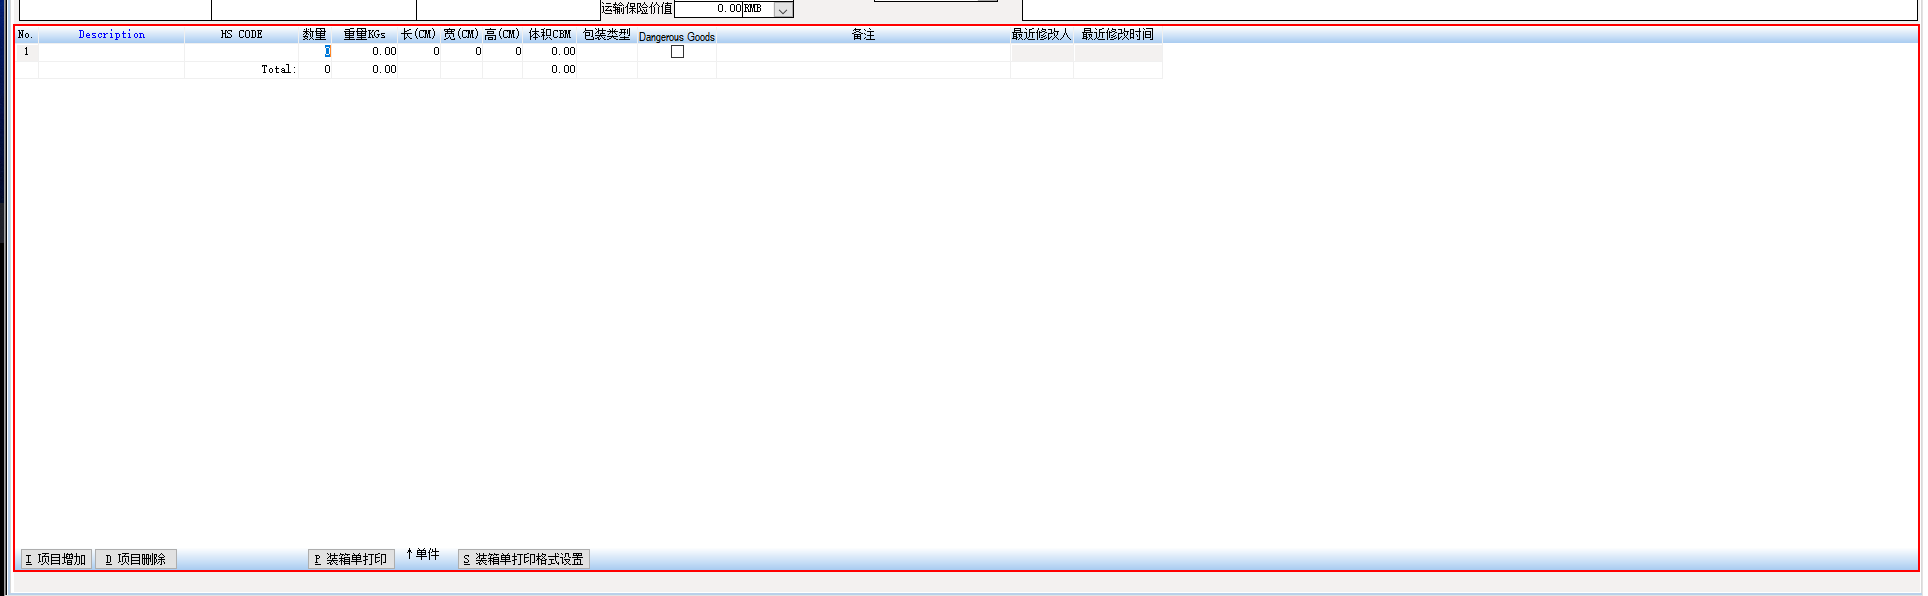 运输保险价值 0.00 RMB
No. Description HS CODE 数量 重量KGs 长(CM) 宽(CM) 高(CM) 体积CBM 包装类型 Dangerous Goods 备注 最近修改人 最近修改时间
1 0 0.00 0 0 0 0.00
Total: 0 0.00 0.00
I 项目增加 D 项目删除 P 装箱单打印 ↑单件 S 装箱单打印格式设置